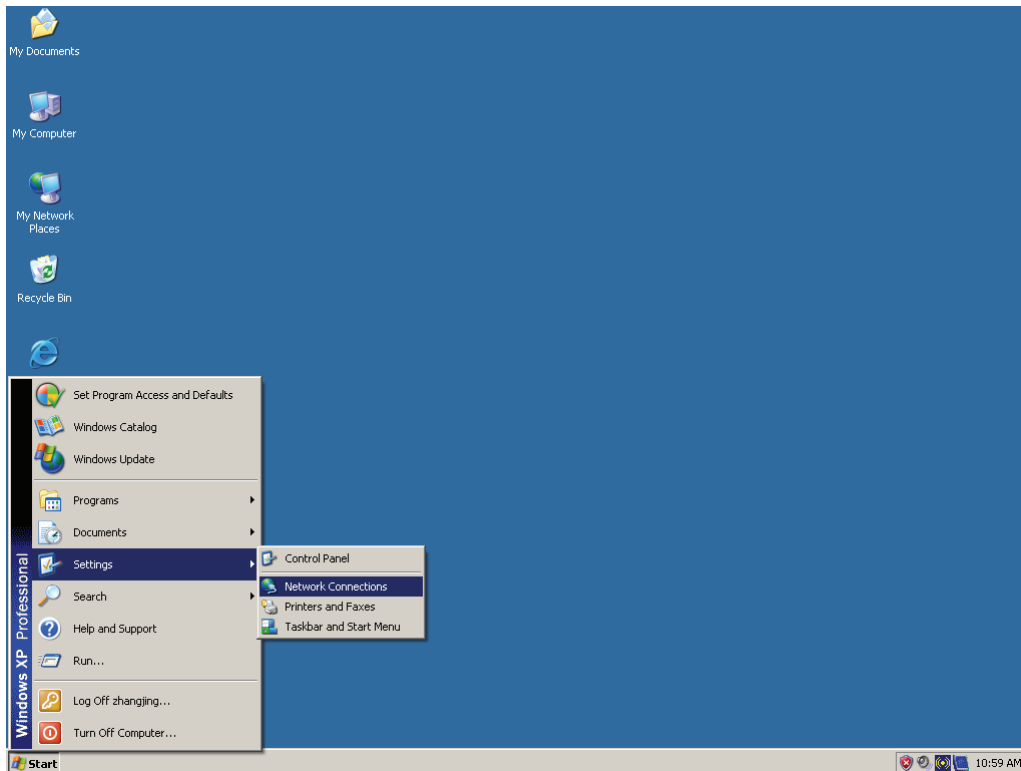 My Documents
My Computer
My Network
Places
Recycle Bin
Set Program Access and Defaults
Windows Catalog
Windows Update
Programs
Documents
Settings
Search
Help and Support
Run...
Log Off zhangjing...
Turn Off Computer...
Windows XP Professional
Control Panel
Network Connections
Printers and Faxes
Taskbar and Start Menu
Start
10:59 AM